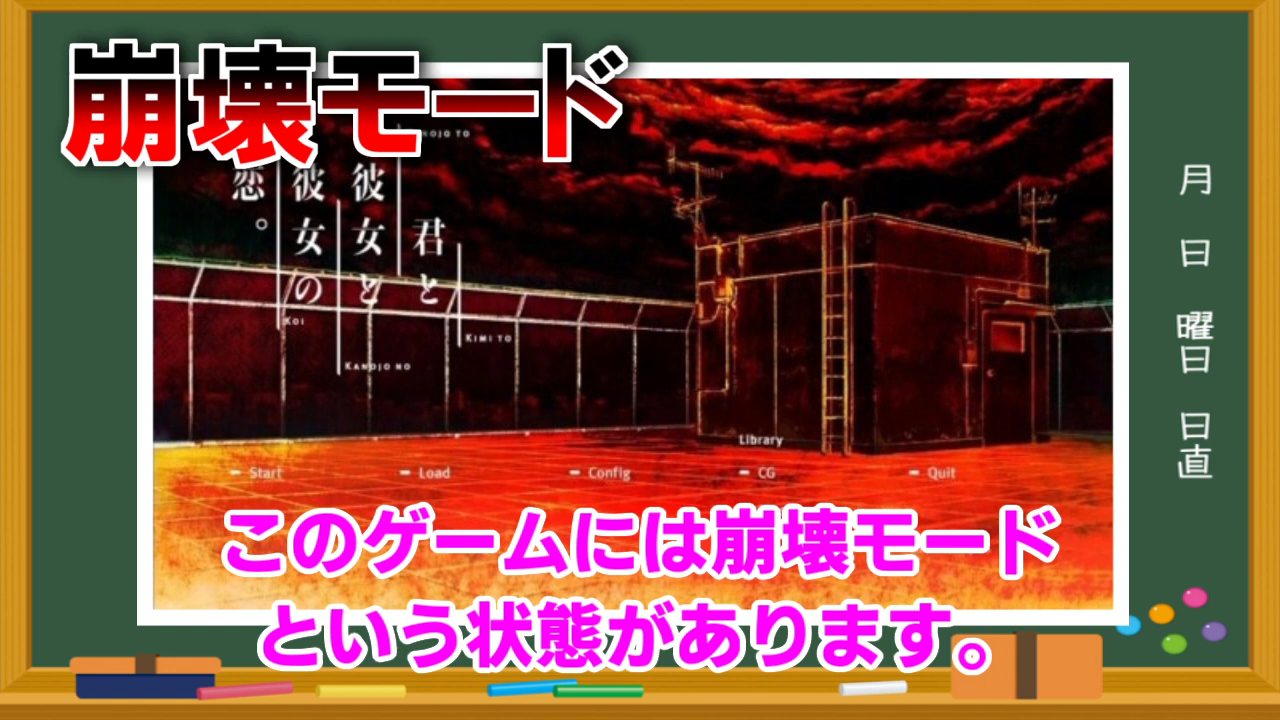 崩壊モード
君と
彼女と
彼女の
恋。
NOJO TO
KIMI TO
KANOJO NO
KOI
Library
Start
Load
Config
CG
Quit
このゲームには崩壊モード
という状態があります。
月 日 曜日 日直